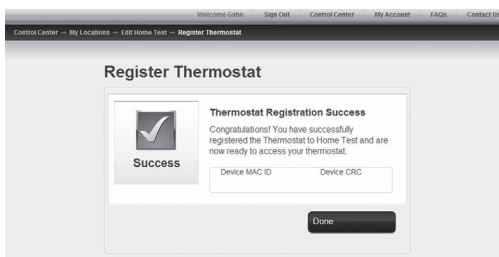 Welcome Gabe Sign Out Control Center My Account FAQs Contact Us
Control Center → My Locations → Edit Home Test → Register Thermostat
Register Thermostat
Thermostat Registration Success
Congratulations! You have successfully
registered the Thermostat to Home Test and are
now ready to access your thermostat.
Success
Device MAC ID Device CRC
Done